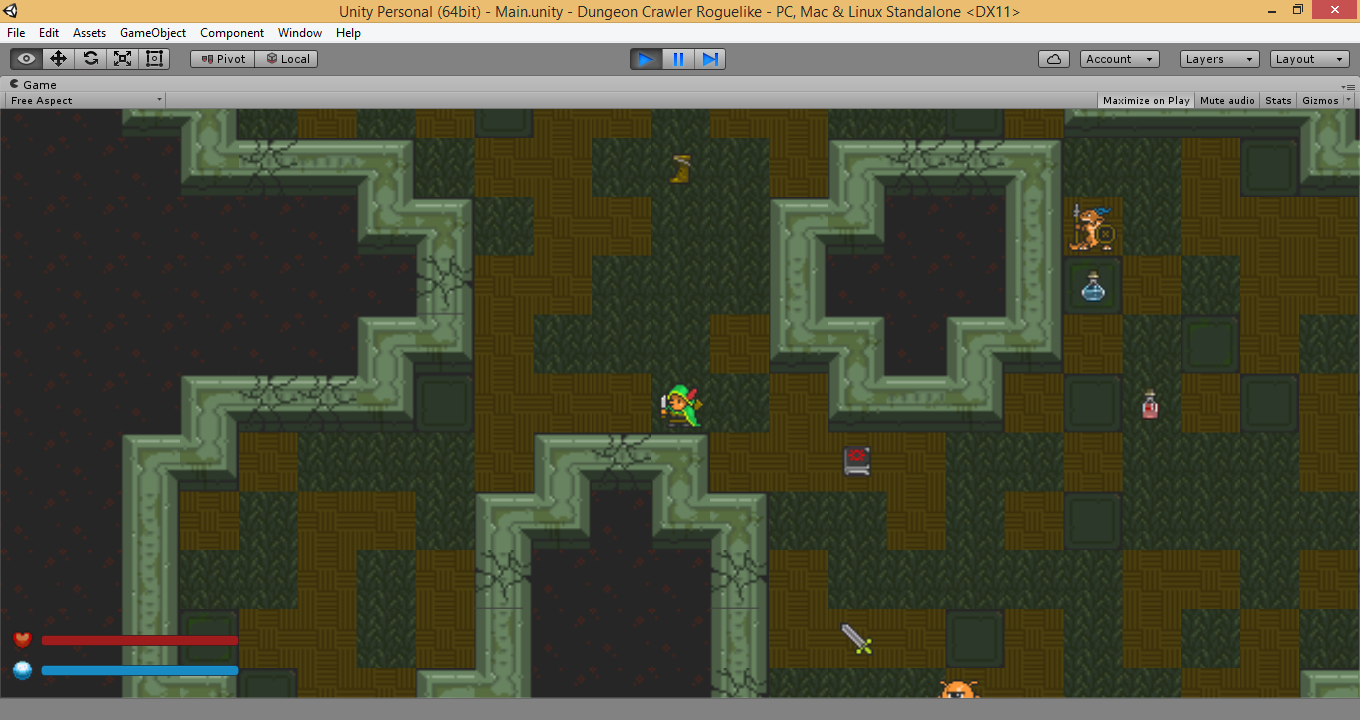 Unity Personal (64bit) - Main.unity - Dungeon Crawler Roguelike - PC, Mac & Linux Standalone <DX11>
File Edit Assets GameObject Component Window Help
Pivot Local Account Layers Layout
Game
Free Aspect Maximize on Play Mute audio Stats Gizmos